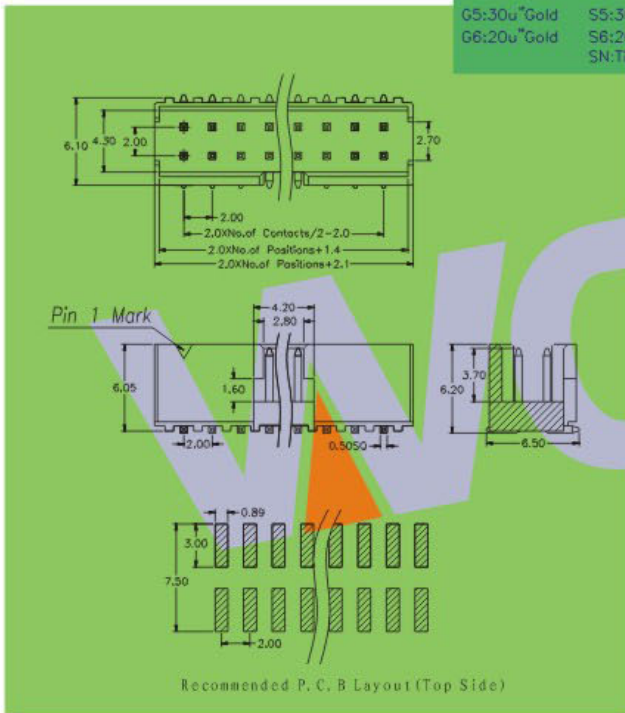 G5:30u"Gold S5:3
G6:20u"Gold S6:2
SN:Ti
6.10
4.30
2.00
2.70
2.00
2.0XNo.of Contacts/2-2.0
2.0XNo.of Positions+1.4
2.0XNo.of Positions+2.1
Pin 1 Mark
4.20
2.80
6.05
1.60
2.00
0.50SQ
3.70
6.20
6.50
0.89
3.00
7.50
2.00
Recommended P.C.B Layout(Top Side)